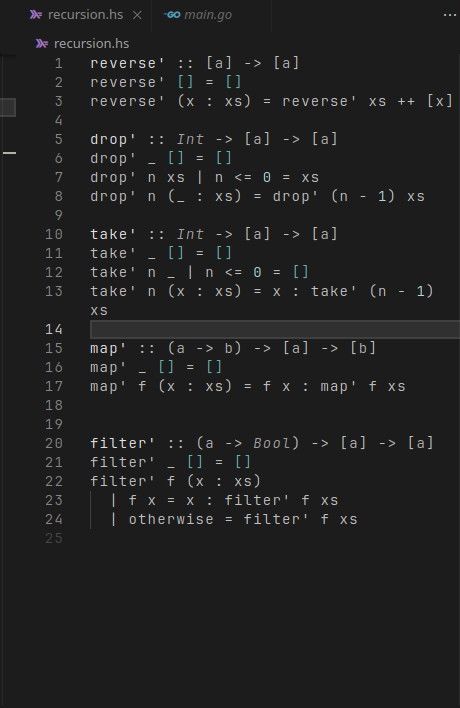 recursion.hs × GO main.go ...
recursion.hs
1 reverse' :: [a] -> [a]
2 reverse' [] = []
3 reverse' (x : xs) = reverse' xs ++ [x]
4
5 drop' :: Int -> [a] -> [a]
6 drop' _ [] = []
7 drop' n xs | n <= 0 = xs
8 drop' n (_ : xs) = drop' (n - 1) xs
9
10 take' :: Int -> [a] -> [a]
11 take' _ [] = []
12 take' n _ | n <= 0 = []
13 take' n (x : xs) = x : take' (n - 1)
xs
14
15 map' :: (a -> b) -> [a] -> [b]
16 map' _ [] = []
17 map' f (x : xs) = f x : map' f xs
18
19
20 filter' :: (a -> Bool) -> [a] -> [a]
21 filter' _ [] = []
22 filter' f (x : xs)
23 | f x = x : filter' f xs
24 | otherwise = filter' f xs
25